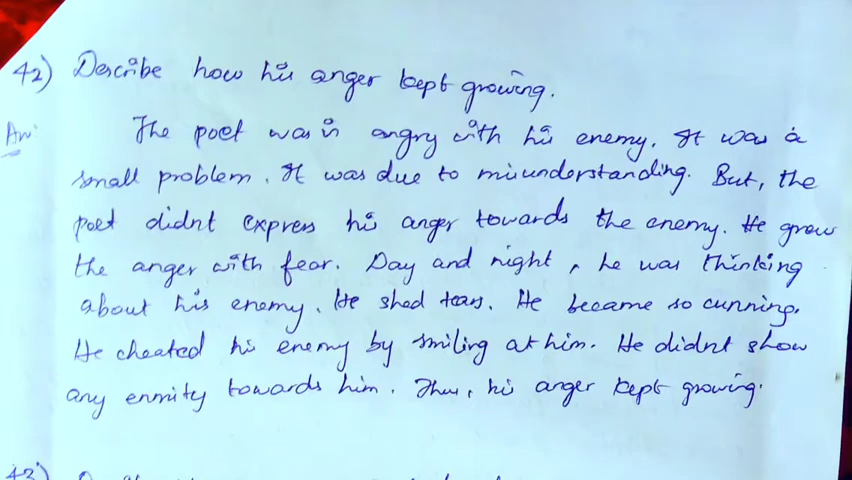 42) Describe how his anger kept growing.
Ans: The poet was in angry with his enemy. It was a
small problem. It was due to misunderstanding. But, the
poet didnt express his anger towards the enemy. He grow
the anger with fear. Day and night, he was thinking
about his enemy. He shed tears. He became so cunning.
He cheated his enemy by smiling at him. He didnt show
any enmity towards him. Thus, his anger kept growing.
43)